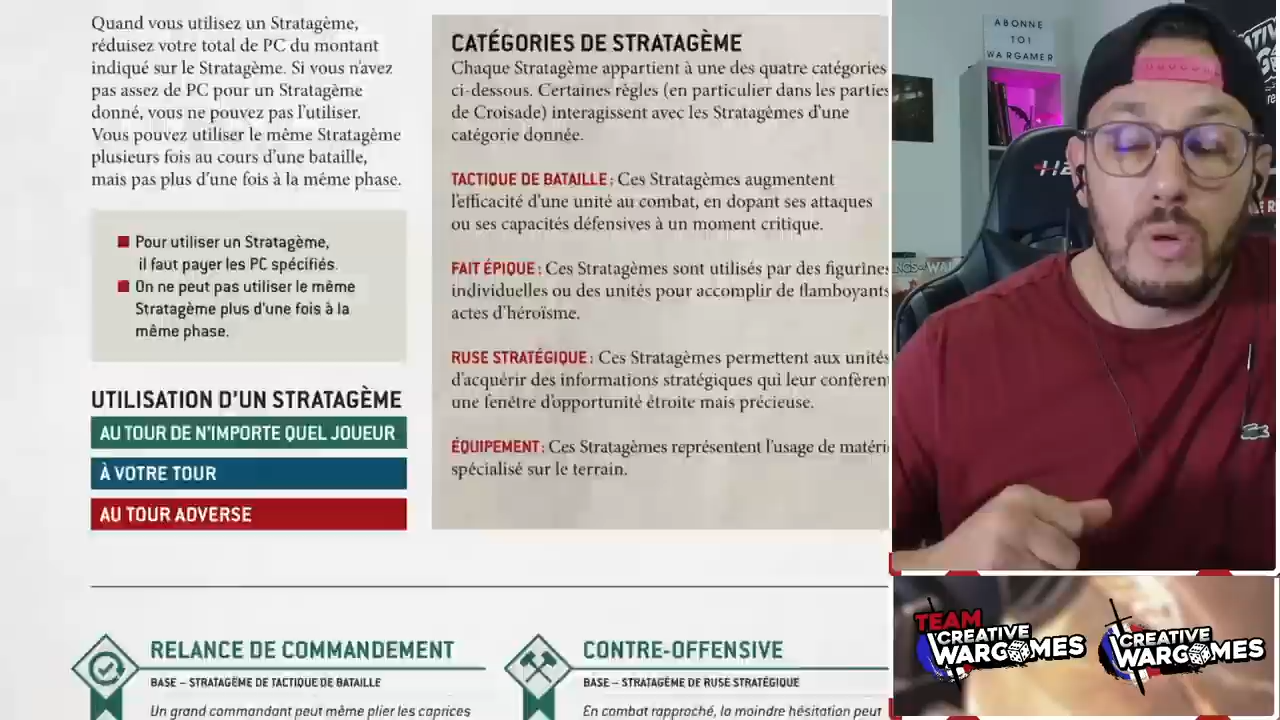 Quand vous utilisez un Stratagème,
réduisez votre total de PC du montant
indiqué sur le Stratagème. Si vous n'avez
pas assez de PC pour un Stratagème
donné, vous ne pouvez pas l'utiliser.
Vous pouvez utiliser le même Stratagème
plusieurs fois au cours d'une bataille,
mais pas plus d'une fois à la même phase.
Pour utiliser un Stratagème,
il faut payer les PC spécifiés.
On ne peut pas utiliser le même
Stratagème plus d'une fois à la
même phase.
UTILISATION D'UN STRATAGÈME
AU TOUR DE N'IMPORTE QUEL JOUEUR
À VOTRE TOUR
AU TOUR ADVERSE
CATÉGORIES DE STRATAGÈME
Chaque Stratagème appartient à une des quatre catégories
ci-dessous. Certaines règles (en particulier dans les parties
de Croisade) interagissent avec les Stratagèmes d'une
catégorie donnée.
TACTIQUE DE BATAILLE : Ces Stratagèmes augmentent
l'efficacité d'une unité au combat, en dopant ses attaques
ou ses capacités défensives à un moment critique.
FAIT ÉPIQUE : Ces Stratagèmes sont utilisés par des figurines
individuelles ou des unités pour accomplir de flamboyants
actes d'héroïsme.
RUSE STRATÉGIQUE : Ces Stratagèmes permettent aux unités
d'acquérir des informations stratégiques qui leur confèren
une fenêtre d'opportunité étroite mais précieuse.
ÉQUIPEMENT : Ces Stratagèmes représentent l'usage de matéri
spécialisé sur le terrain.
RELANCE DE COMMANDEMENT
BASE – STRATAGÈME DE TACTIQUE DE BATAILLE
Un grand commandant peut même plier les caprices
CONTRE-OFFENSIVE
BASE – STRATAGÈME DE RUSE STRATÉGIQUE
En combat rapproché, la moindre hésitation peut
ABONNE
TOI
WARGAMER
TEAM
CREATIVE
WARGOMES
CREATIVE
WARGOMES